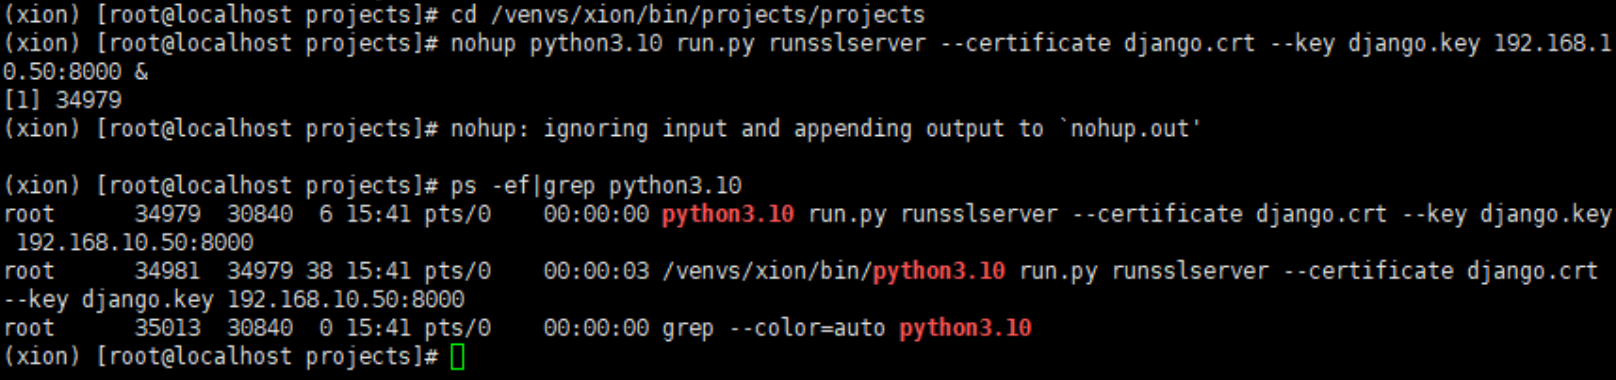 (xion) [root@localhost projects]# cd /venvs/xion/bin/projects/projects
(xion) [root@localhost projects]# nohup python3.10 run.py runsslserver --certificate django.crt --key django.key 192.168.1
0.50:8000 &
[1] 34979
(xion) [root@localhost projects]# nohup: ignoring input and appending output to `nohup.out'
(xion) [root@localhost projects]# ps -ef|grep python3.10
root      34979  30840  6 15:41 pts/0    00:00:00 python3.10 run.py runsslserver --certificate django.crt --key django.key
 192.168.10.50:8000
root      34981  34979 38 15:41 pts/0    00:00:03 /venvs/xion/bin/python3.10 run.py runsslserver --certificate django.crt
--key django.key 192.168.10.50:8000
root      35013  30840  0 15:41 pts/0    00:00:00 grep --color=auto python3.10
(xion) [root@localhost projects]#